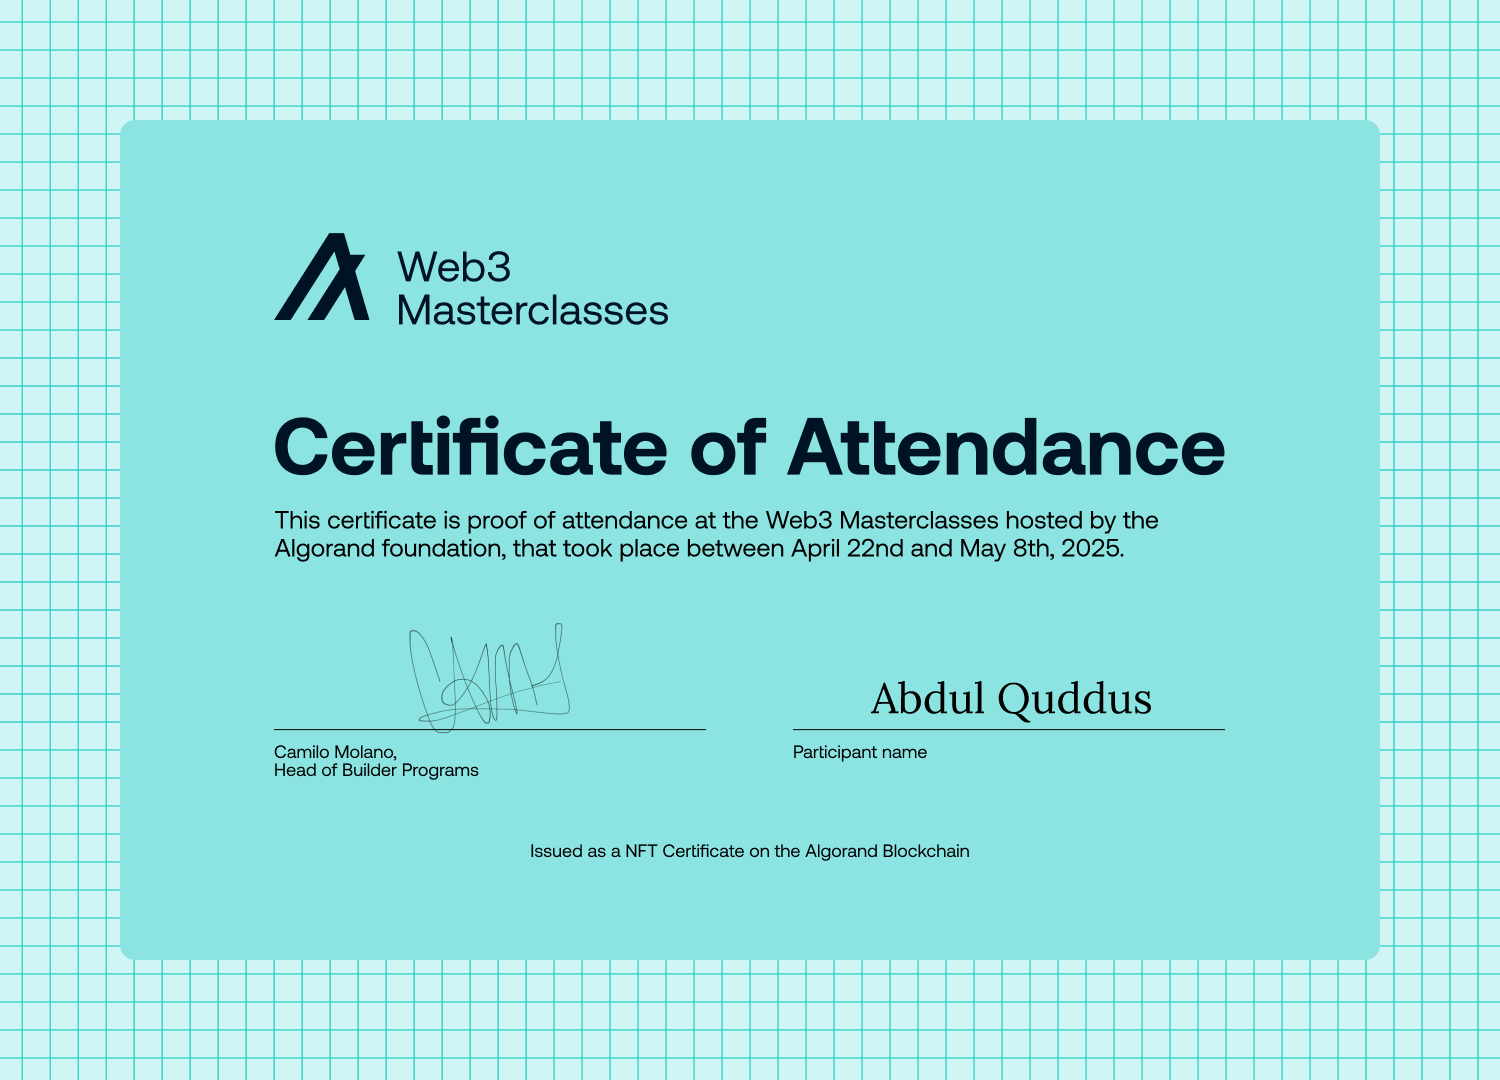 Web3
Masterclasses
Certificate of Attendance
This certificate is proof of attendance at the Web3 Masterclasses hosted by the
Algorand foundation, that took place between April 22nd and May 8th, 2025.
Abdul Quddus
Camilo Molano,
Head of Builder Programs
Participant name
Issued as a NFT Certificate on the Algorand Blockchain